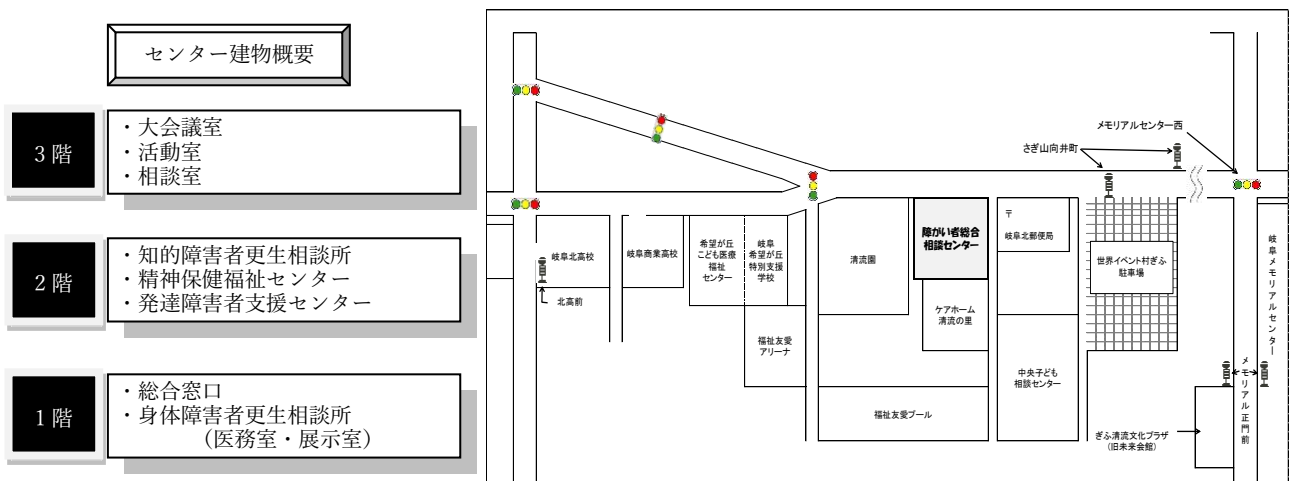 センター建物概要
3階
・大会議室
・活動室
・相談室
2階
・知的障害者更生相談所
・精神保健福祉センター
・発達障害者支援センター
1階
・総合窓口
・身体障害者更生相談所
（医務室・展示室）
メモリアルセンター西
さぎ山向井町
岐阜北高校
北高前
岐阜商業高校
希望が丘
こども医療
福祉
センター
岐阜
希望が丘
特別支援
学校
福祉友愛
アリーナ
清流園
障がい者総合
相談センター
ケアホーム
清流の里
福祉友愛プール
〒
岐阜北郵便局
中央子ども
相談センター
世界イベント村ぎふ
駐車場
岐阜メモリアルセンター
メモリアル正門前
ぎふ清流文化プラザ
(旧未来会館)